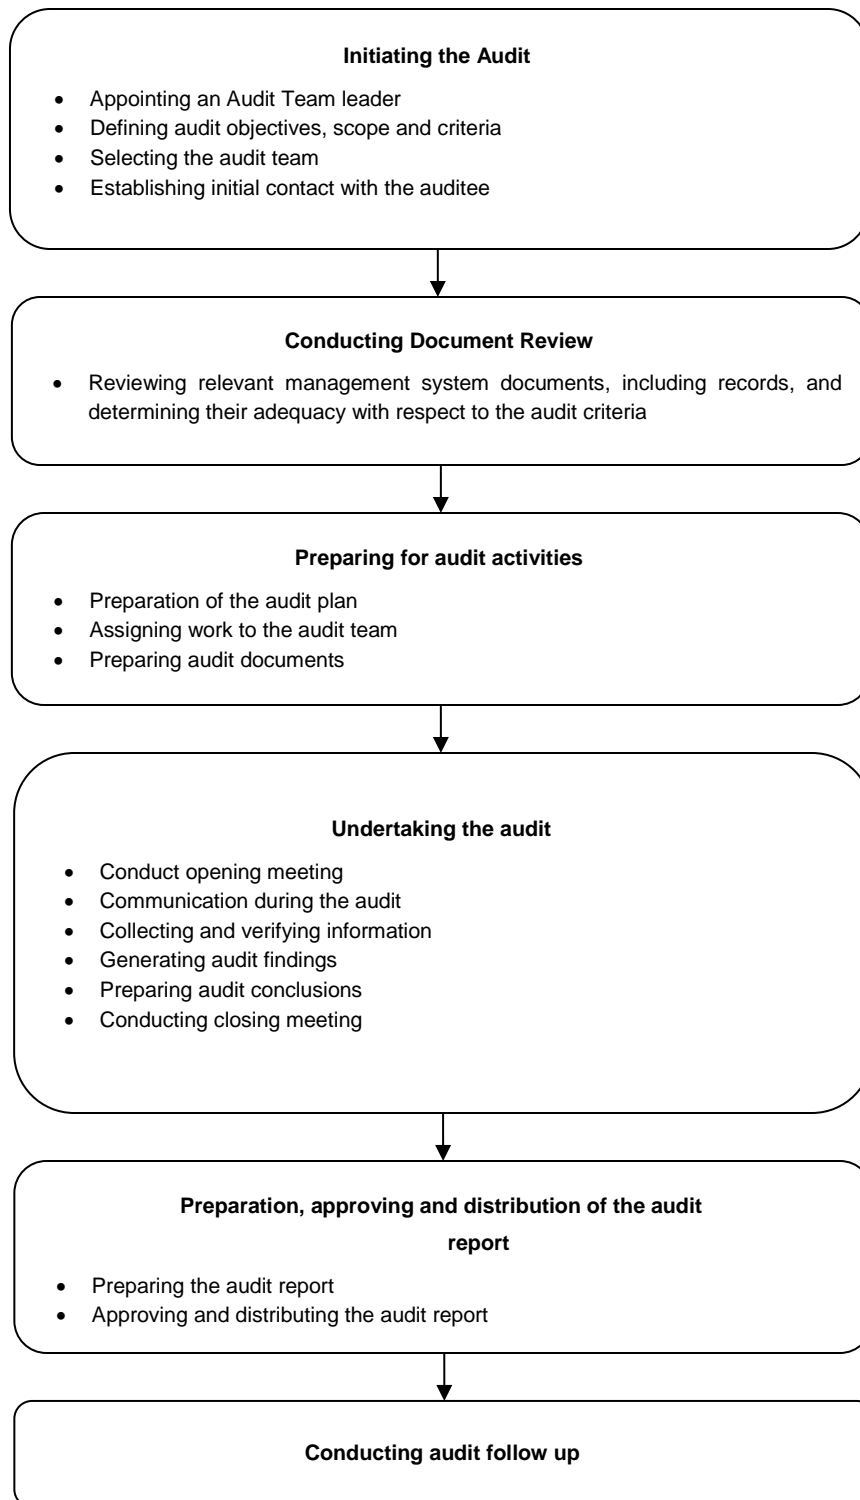 Initiating the Audit
• Appointing an Audit Team leader
• Defining audit objectives, scope and criteria
• Selecting the audit team
• Establishing initial contact with the auditee
Conducting Document Review
• Reviewing relevant management system documents, including records, and
determining their adequacy with respect to the audit criteria
Preparing for audit activities
• Preparation of the audit plan
• Assigning work to the audit team
• Preparing audit documents
Undertaking the audit
• Conduct opening meeting
• Communication during the audit
• Collecting and verifying information
• Generating audit findings
• Preparing audit conclusions
• Conducting closing meeting
Preparation, approving and distribution of the audit
report
• Preparing the audit report
• Approving and distributing the audit report
Conducting audit follow up